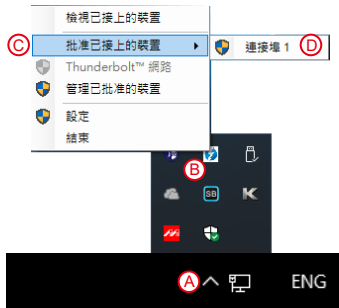 檢視已接上的裝置
C 批准已接上的裝置
連接埠 1 D
Thunderbolt™ 網路
管理已批准的裝置
設定
結束
B
SB K
A ENG